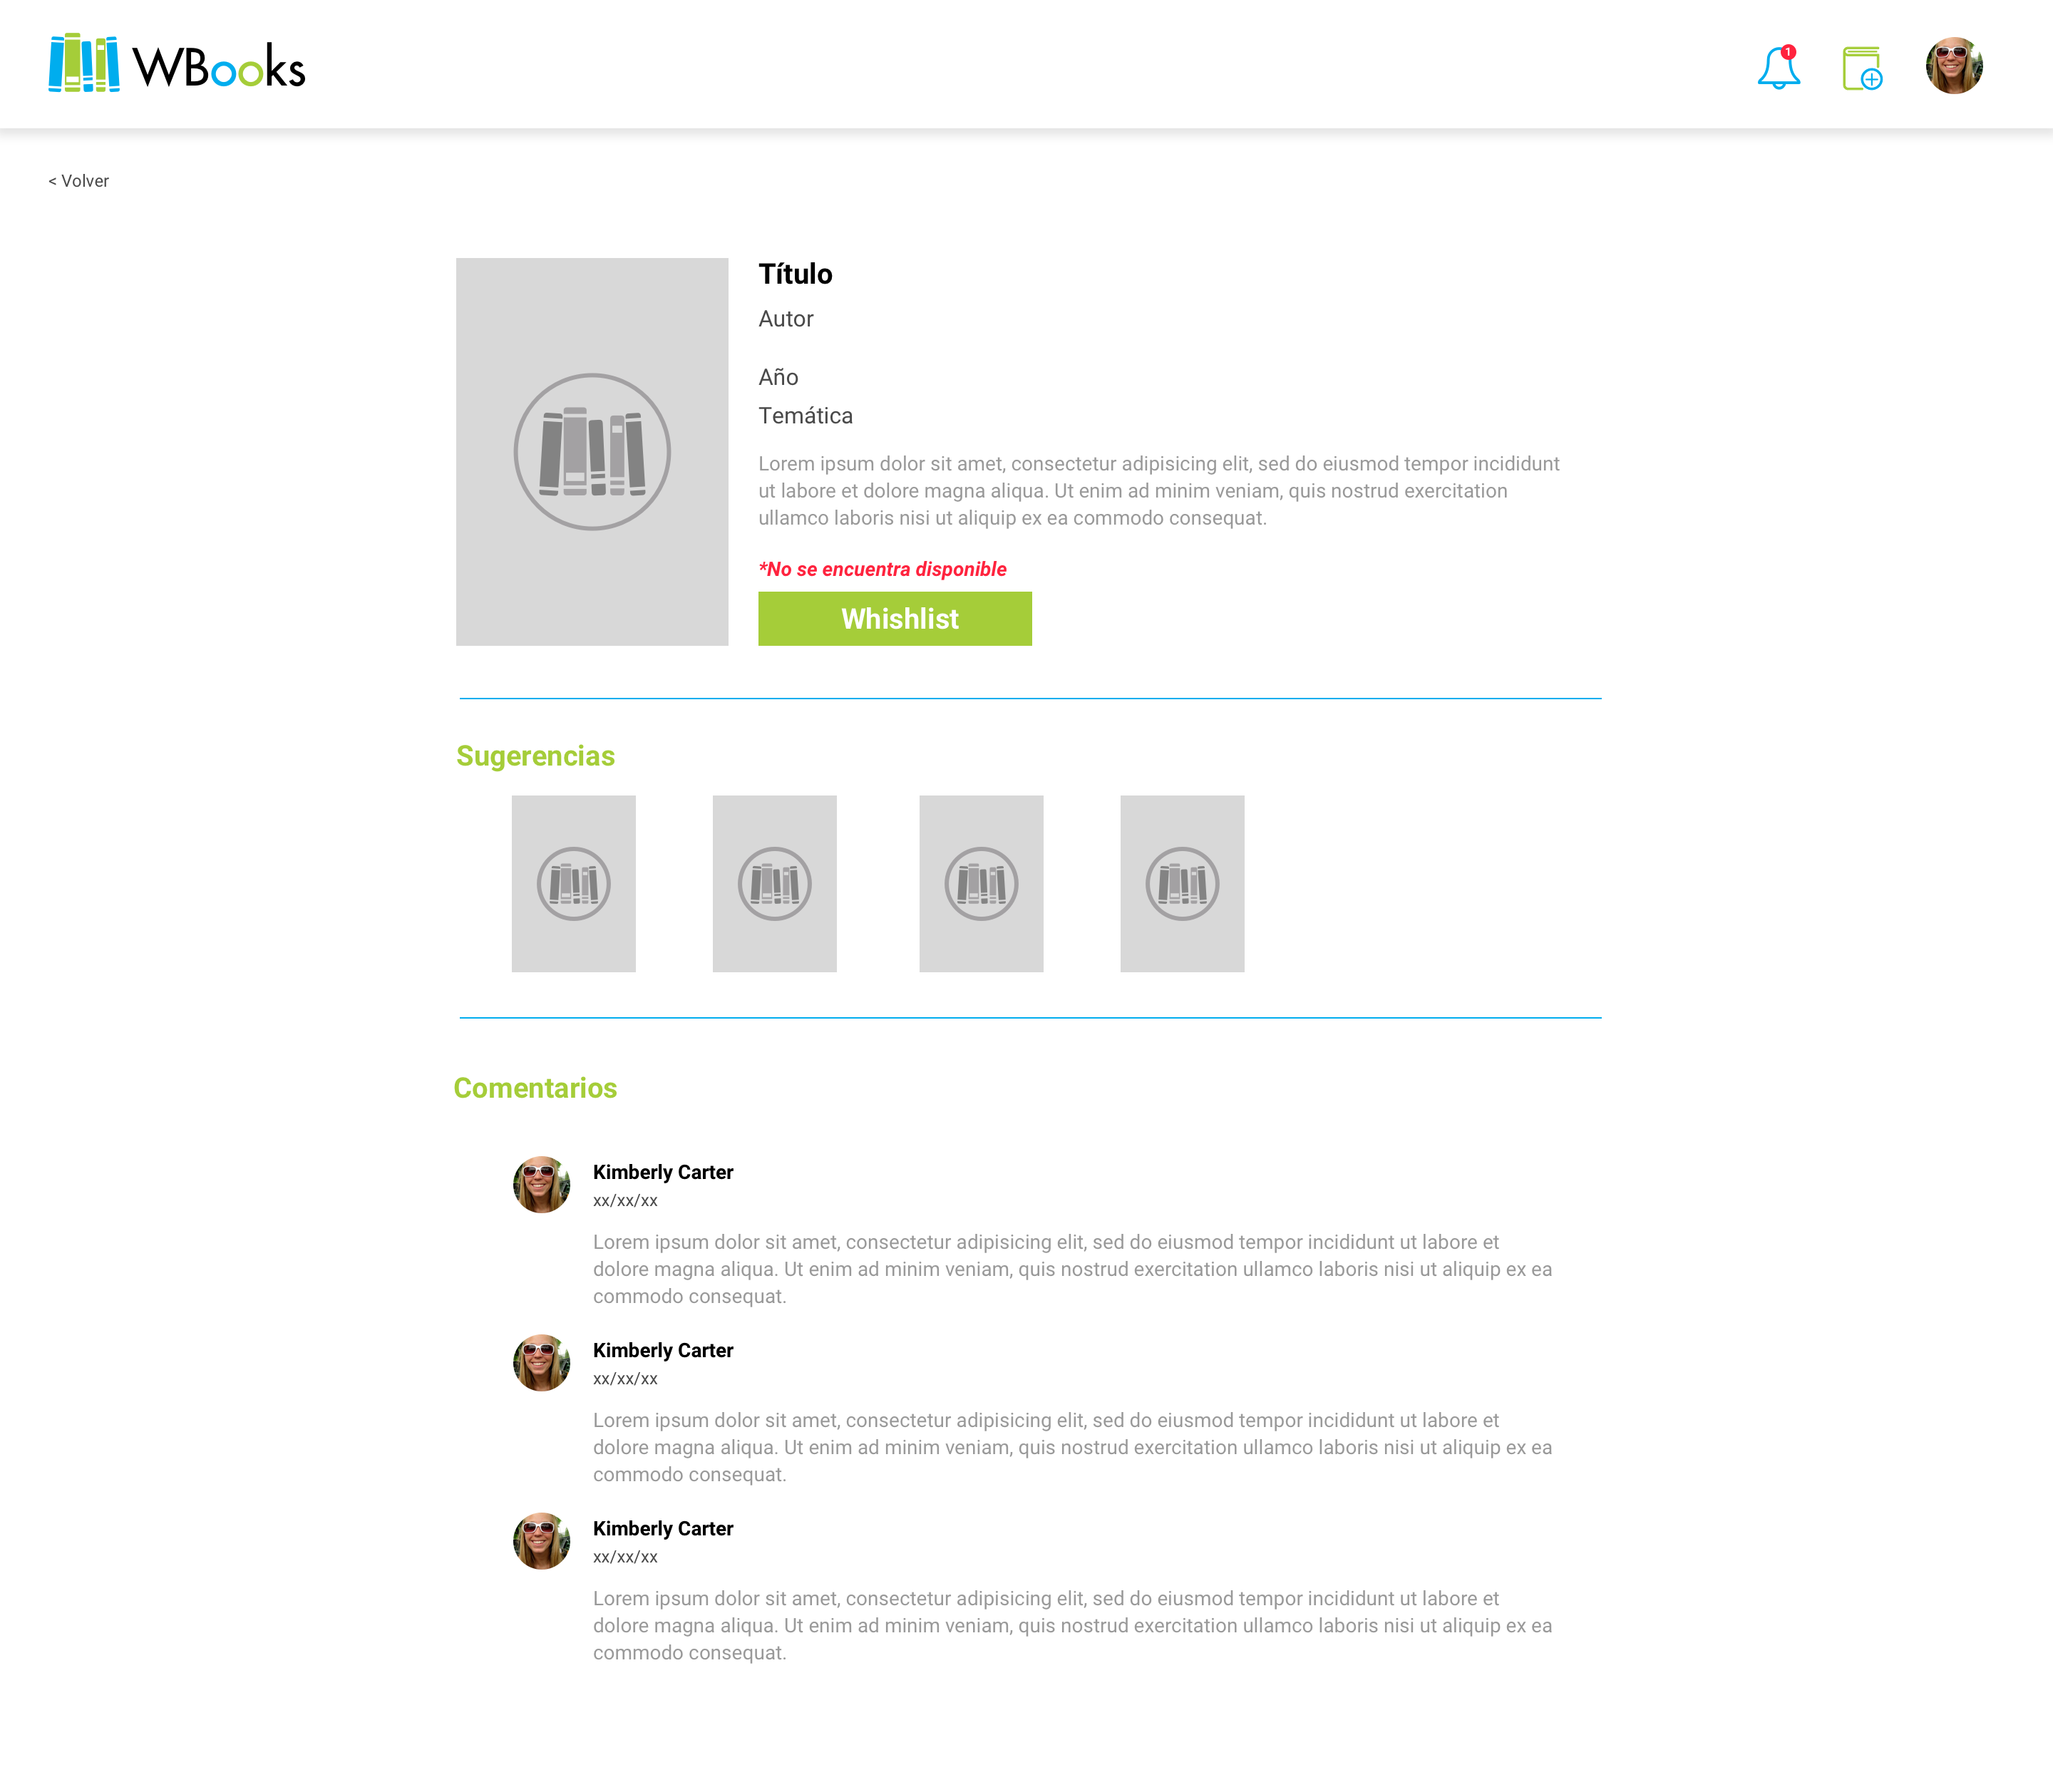 WBooks
1
< Volver
Título
Autor
Año
Temática
Lorem ipsum dolor sit amet, consectetur adipisicing elit, sed do eiusmod tempor incididunt
ut labore et dolore magna aliqua. Ut enim ad minim veniam, quis nostrud exercitation
ullamco laboris nisi ut aliquip ex ea commodo consequat.
*No se encuentra disponible
Whishlist
Sugerencias
Comentarios
Kimberly Carter
xx/xx/xx
Lorem ipsum dolor sit amet, consectetur adipisicing elit, sed do eiusmod tempor incididunt ut labore et
dolore magna aliqua. Ut enim ad minim veniam, quis nostrud exercitation ullamco laboris nisi ut aliquip ex ea
commodo consequat.
Kimberly Carter
xx/xx/xx
Lorem ipsum dolor sit amet, consectetur adipisicing elit, sed do eiusmod tempor incididunt ut labore et
dolore magna aliqua. Ut enim ad minim veniam, quis nostrud exercitation ullamco laboris nisi ut aliquip ex ea
commodo consequat.
Kimberly Carter
xx/xx/xx
Lorem ipsum dolor sit amet, consectetur adipisicing elit, sed do eiusmod tempor incididunt ut labore et
dolore magna aliqua. Ut enim ad minim veniam, quis nostrud exercitation ullamco laboris nisi ut aliquip ex ea
commodo consequat.